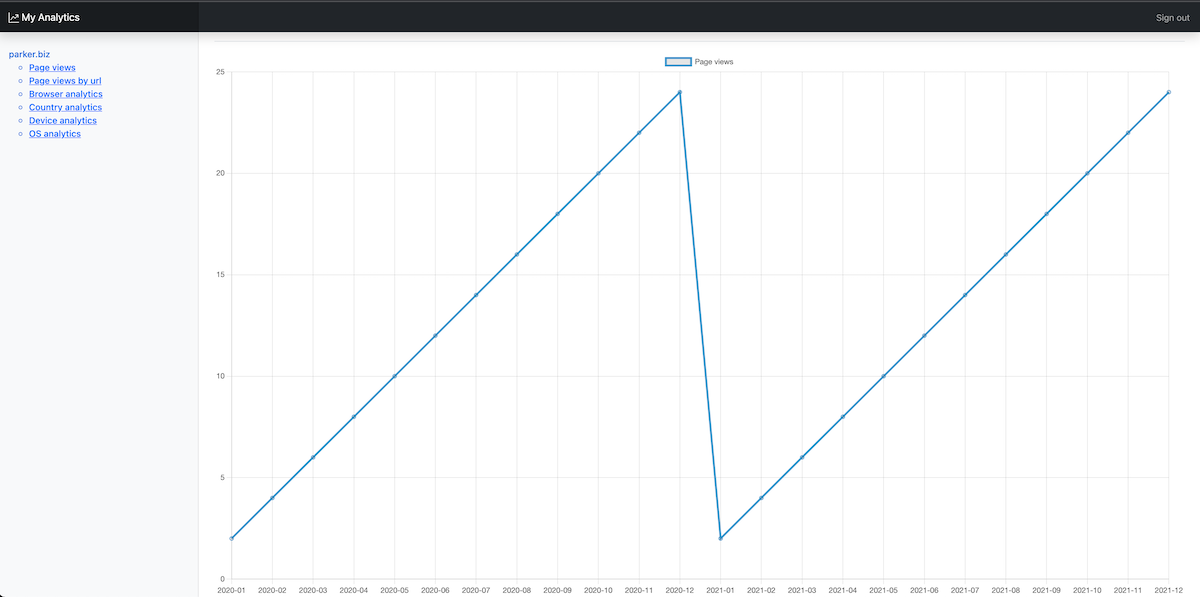 My Analytics
Sign out
parker.biz
Page views
Page views by url
Browser analytics
Country analytics
Device analytics
OS analytics
Page views
25
20
15
10
5
0
2020-01 2020-02 2020-03 2020-04 2020-05 2020-06 2020-07 2020-08 2020-09 2020-10 2020-11 2020-12 2021-01 2021-02 2021-03 2021-04 2021-05 2021-06 2021-07 2021-08 2021-09 2021-10 2021-11 2021-12